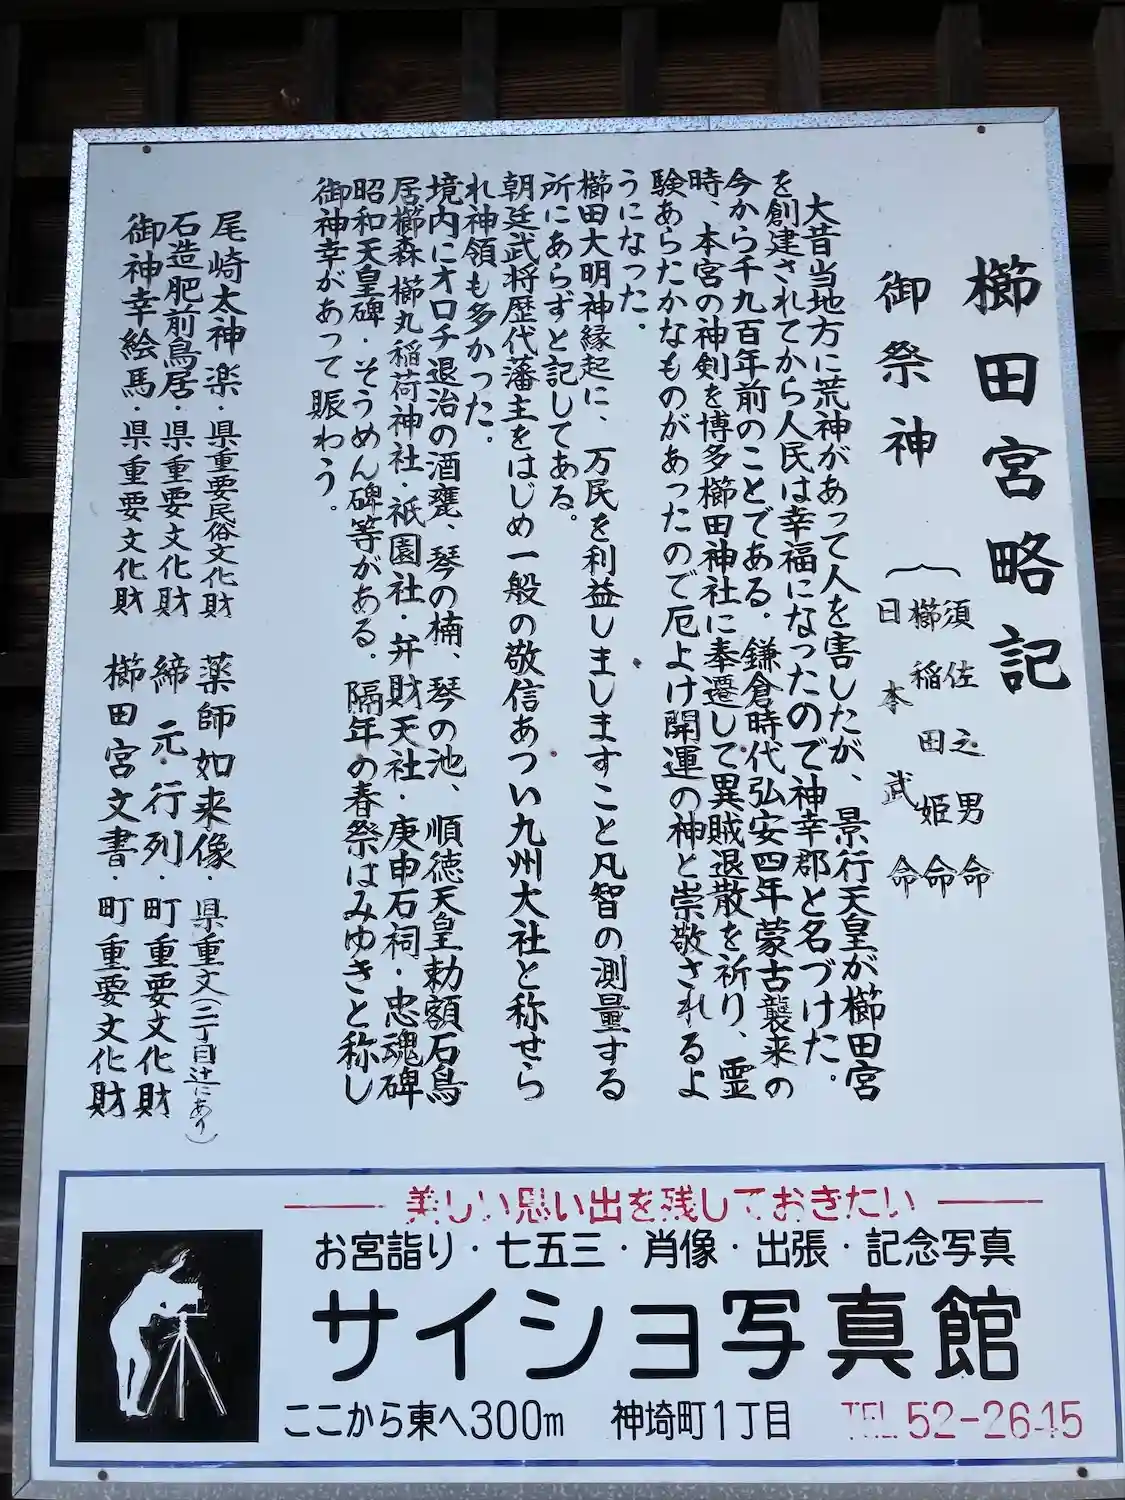 櫛田宮略記
御祭神
須佐之男命
櫛稲田姫命
日本武命
大昔当地方に荒神があって人を害したが、景行天皇が櫛田宮
を創建されてから人民は幸福になったので神幸郡と名づけた。
今から千九百年前のことである。鎌倉時代弘安四年蒙古襲来の
時、本宮の神剣を博多櫛田神社に奉遷して異賊退散を祈り、霊
験あらたかなものがあったので厄よけ開運の神と崇敬されるよ
うになった。
櫛田大明神縁起に、万民を利益しましますこと凡智の測量する
所にあらずと記してある。
朝廷武将歴代藩主をはじめ一般の敬信あつい九州大社と称せら
れ神領も多かった。
境内にオロチ退治の酒甕、琴の楠、琴の池、順徳天皇勅額石鳥
居櫛森櫛丸稲荷神社・祇園社・弁財天社・庚申石祠・忠魂碑
昭和天皇碑・そうめん碑等がある。隔年の春祭はみゆきと称し
御神幸があって賑わう。
尾崎太神楽・県重要民俗文化財
石造肥前鳥居・県重要文化財
御神幸絵馬・県重要文化財
薬師如来像・県重文(二丁目辻にあり)
締元・行列・町重要文化財
櫛田宮文書・町重要文化財
美しい思い出を残しておきたい
お宮詣り・七五三・肖像・出張・記念写真
サイショ写真館
ここから東へ300m 神埼町1丁目 TEL 52-2645